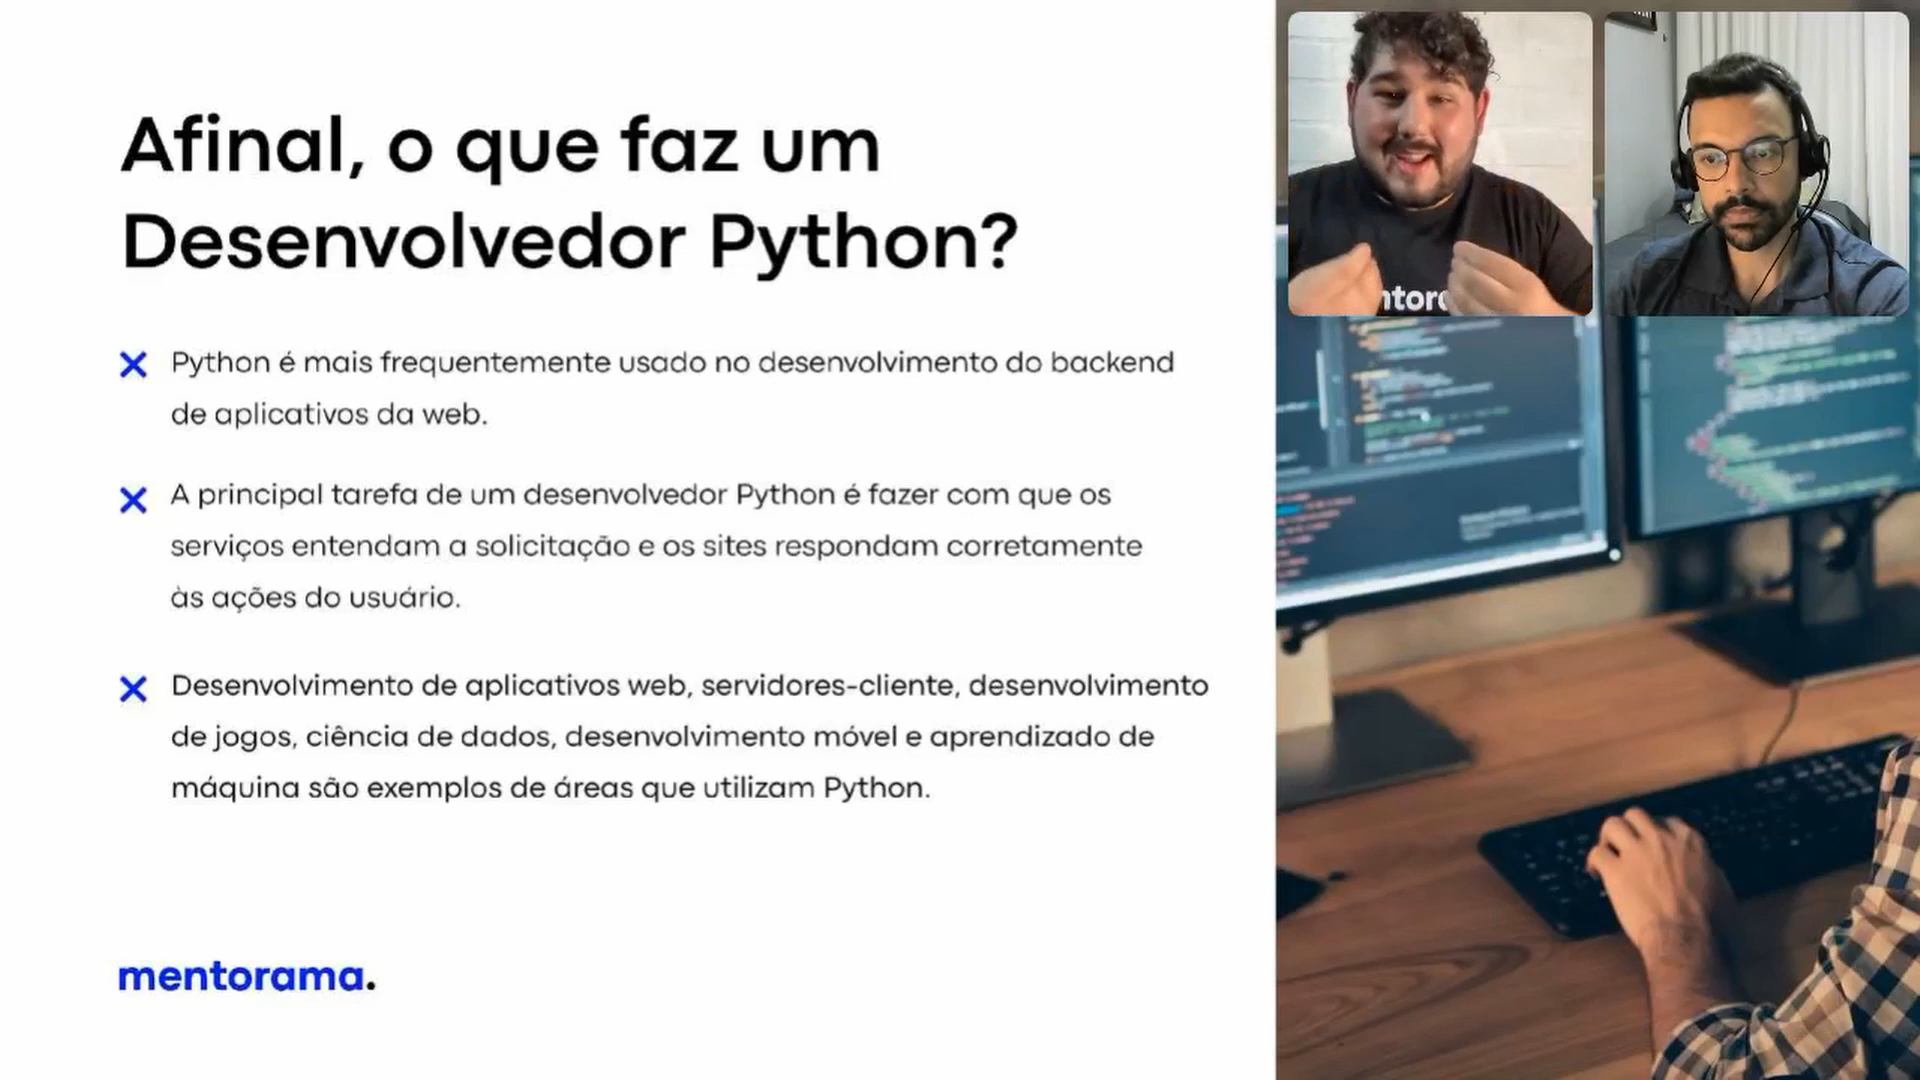 Afinal, o que faz um
Desenvolvedor Python?
Python é mais frequentemente usado no desenvolvimento do backend
de aplicativos da web.
A principal tarefa de um desenvolvedor Python é fazer com que os
serviços entendam a solicitação e os sites respondam corretamente
às ações do usuário.
Desenvolvimento de aplicativos web, servidores-cliente, desenvolvimento
de jogos, ciência de dados, desenvolvimento móvel e aprendizado de
máquina são exemplos de áreas que utilizam Python.
mentorama.